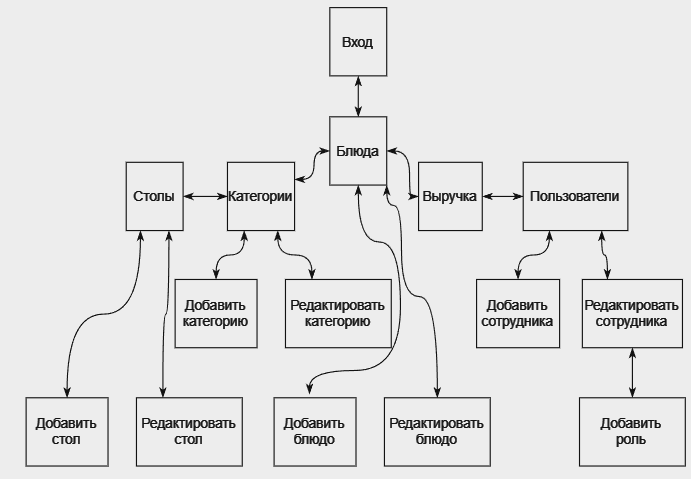 Вход
Блюда
Столы
Категории
Выручка
Пользователи
Добавить
категорию
Редактировать
категорию
Добавить
сотрудника
Редактировать
сотрудника
Добавить
стол
Редактировать
стол
Добавить
блюдо
Редактировать
блюдо
Добавить
роль